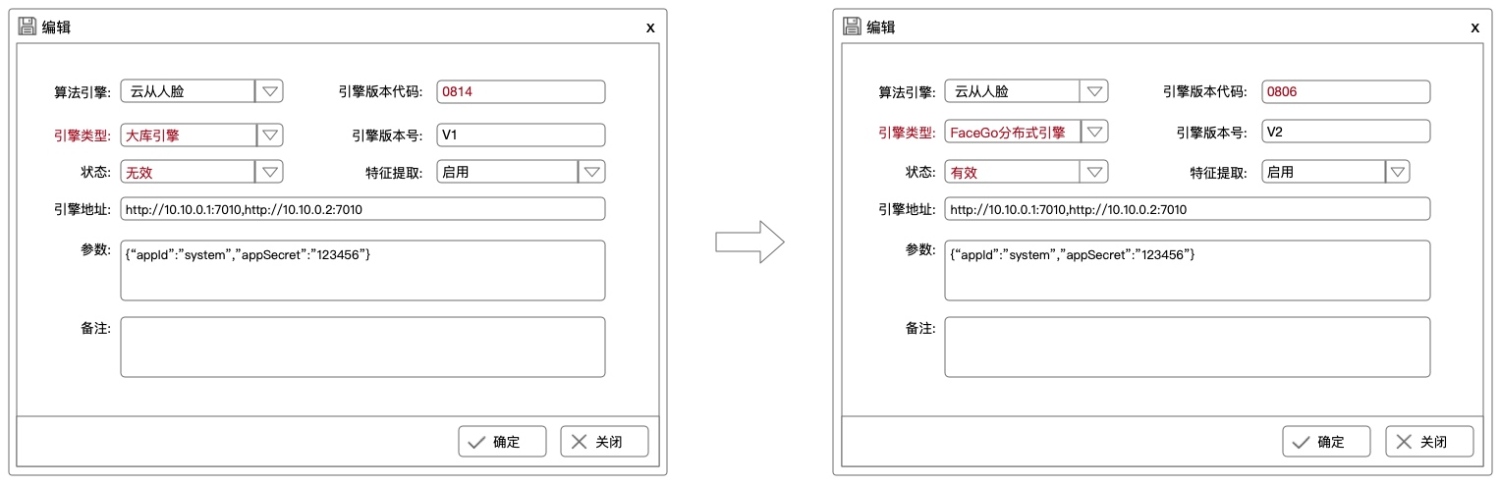 编辑 x
算法引擎: 云从人脸 引擎版本代码: 0814
引擎类型: 大库引擎 引擎版本号: V1
状态: 无效 特征提取: 启用
引擎地址: http://10.10.0.1:7010,http://10.10.0.2:7010
参数: {“appId”:”system”,”appSecret”:”123456”}
备注:
确定 关闭
编辑 x
算法引擎: 云从人脸 引擎版本代码: 0806
引擎类型: FaceGo分布式引擎 引擎版本号: V2
状态: 有效 特征提取: 启用
引擎地址: http://10.10.0.1:7010,http://10.10.0.2:7010
参数: {“appId”:”system”,”appSecret”:”123456”}
备注:
确定 关闭